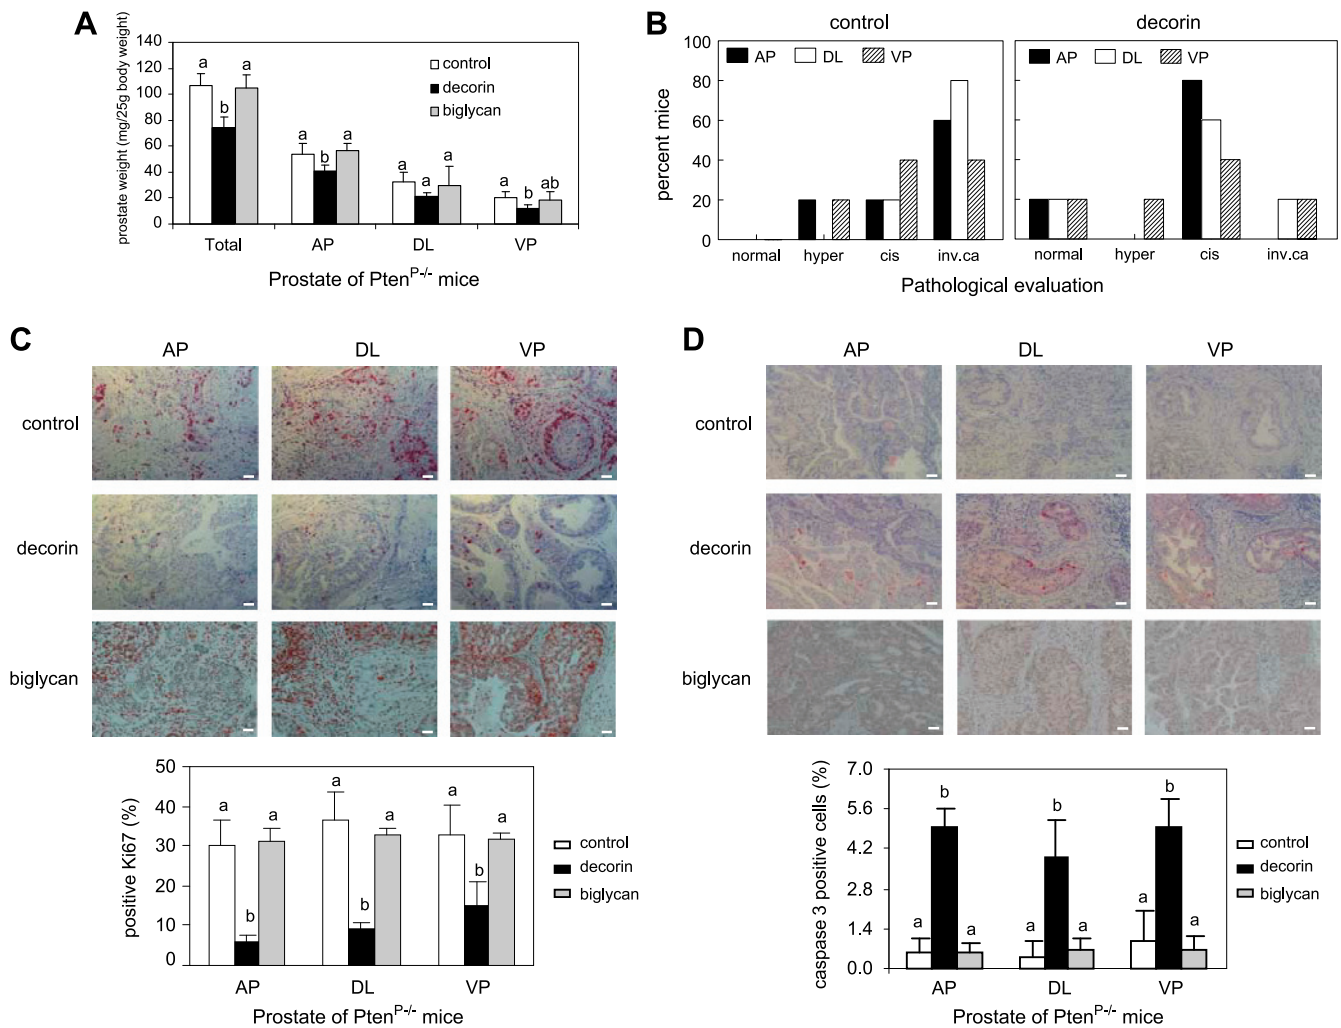 A
prostate weight (mg/25g body weight)
140
120
100
80
60
40
20
0
control
decorin
biglycan
a b a
a b a
a a a
a b ab
Total AP DL VP
Prostate of Pten^P-/- mice
B
control decorin
percent mice
100
80
60
40
20
0
AP DL VP
AP DL VP
normal hyper cis inv.ca
normal hyper cis inv.ca
Pathological evaluation
C
AP DL VP
control
decorin
biglycan
positive Ki67 (%)
50
40
30
20
10
0
a b a
a b a
a b a
control
decorin
biglycan
AP DL VP
Prostate of Pten^P-/- mice
D
AP DL VP
control
decorin
biglycan
caspase 3 positive cells (%)
7.0
5.6
4.2
2.8
1.4
0.0
a b a
a b a
a b a
control
decorin
biglycan
AP DL VP
Prostate of Pten^P-/- mice